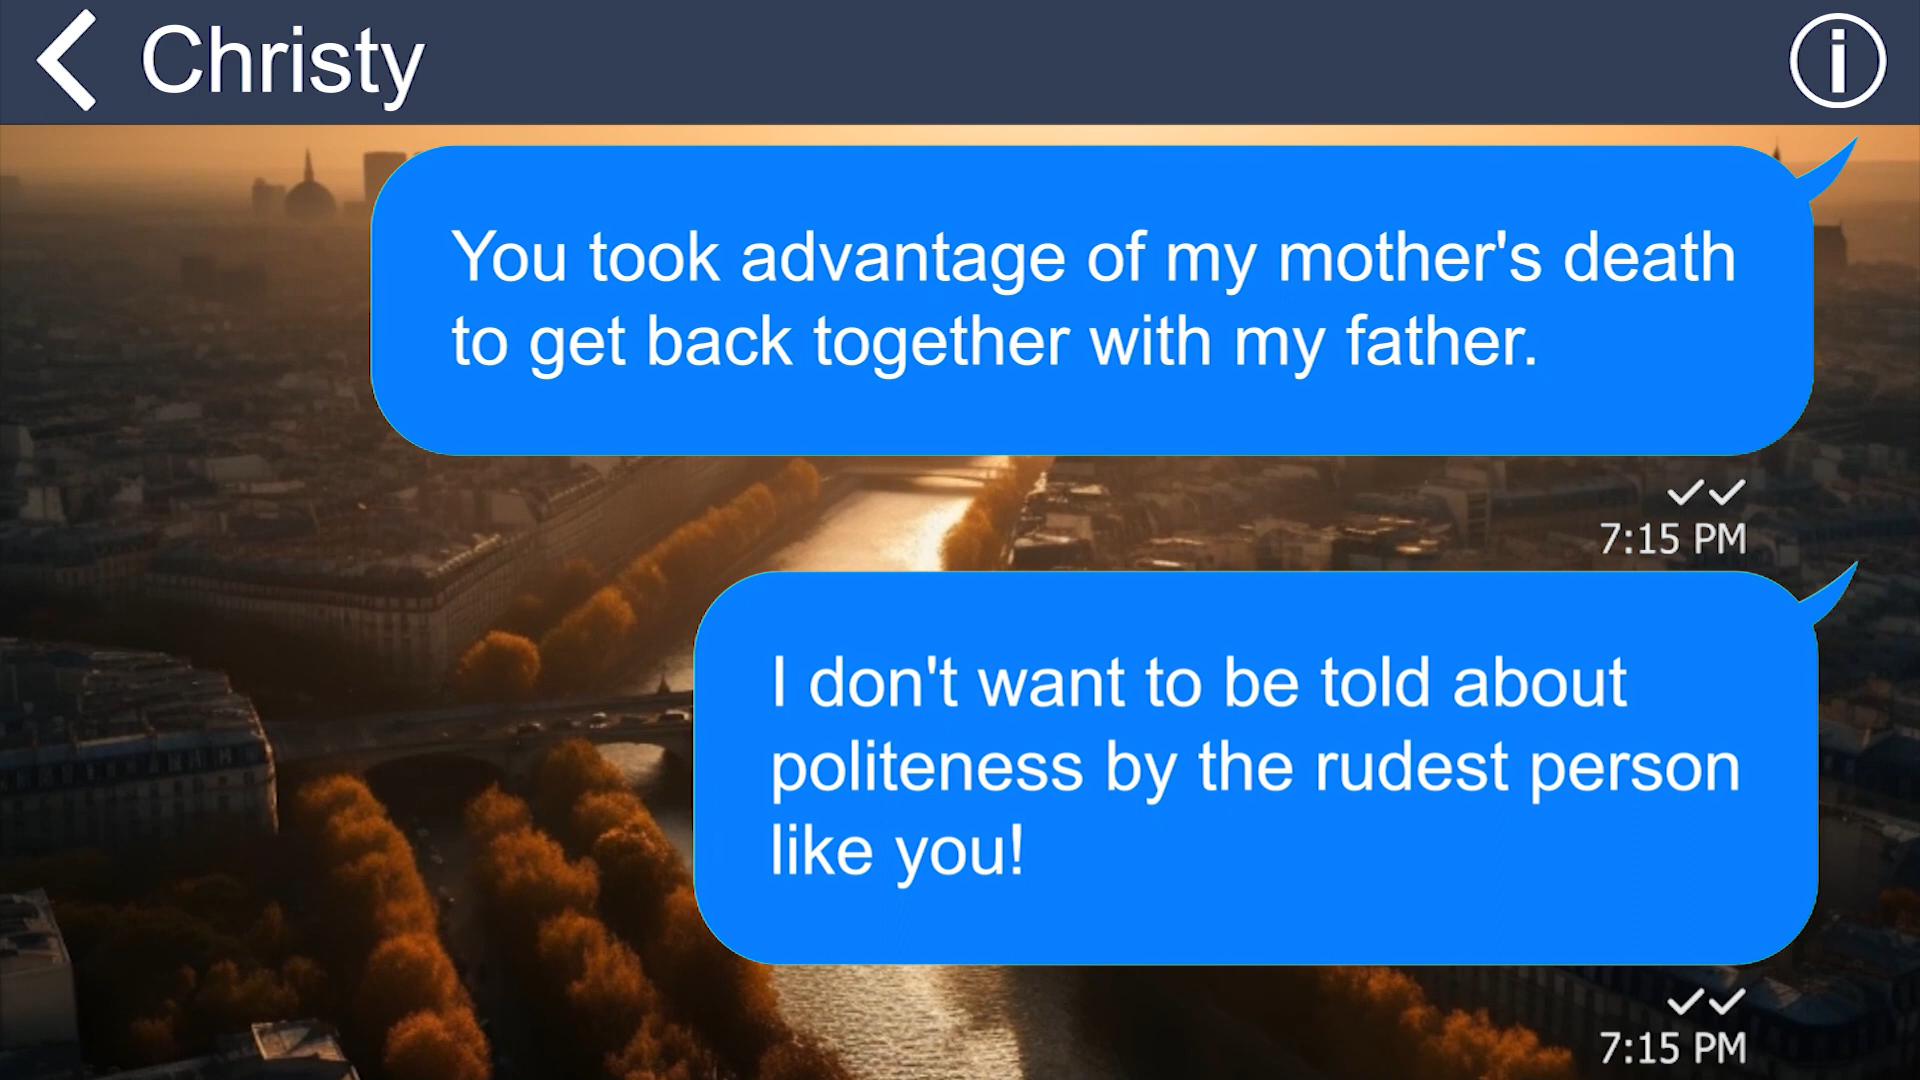 Christy
You took advantage of my mother's death
to get back together with my father.
7:15 PM
I don't want to be told about
politeness by the rudest person
like you!
7:15 PM